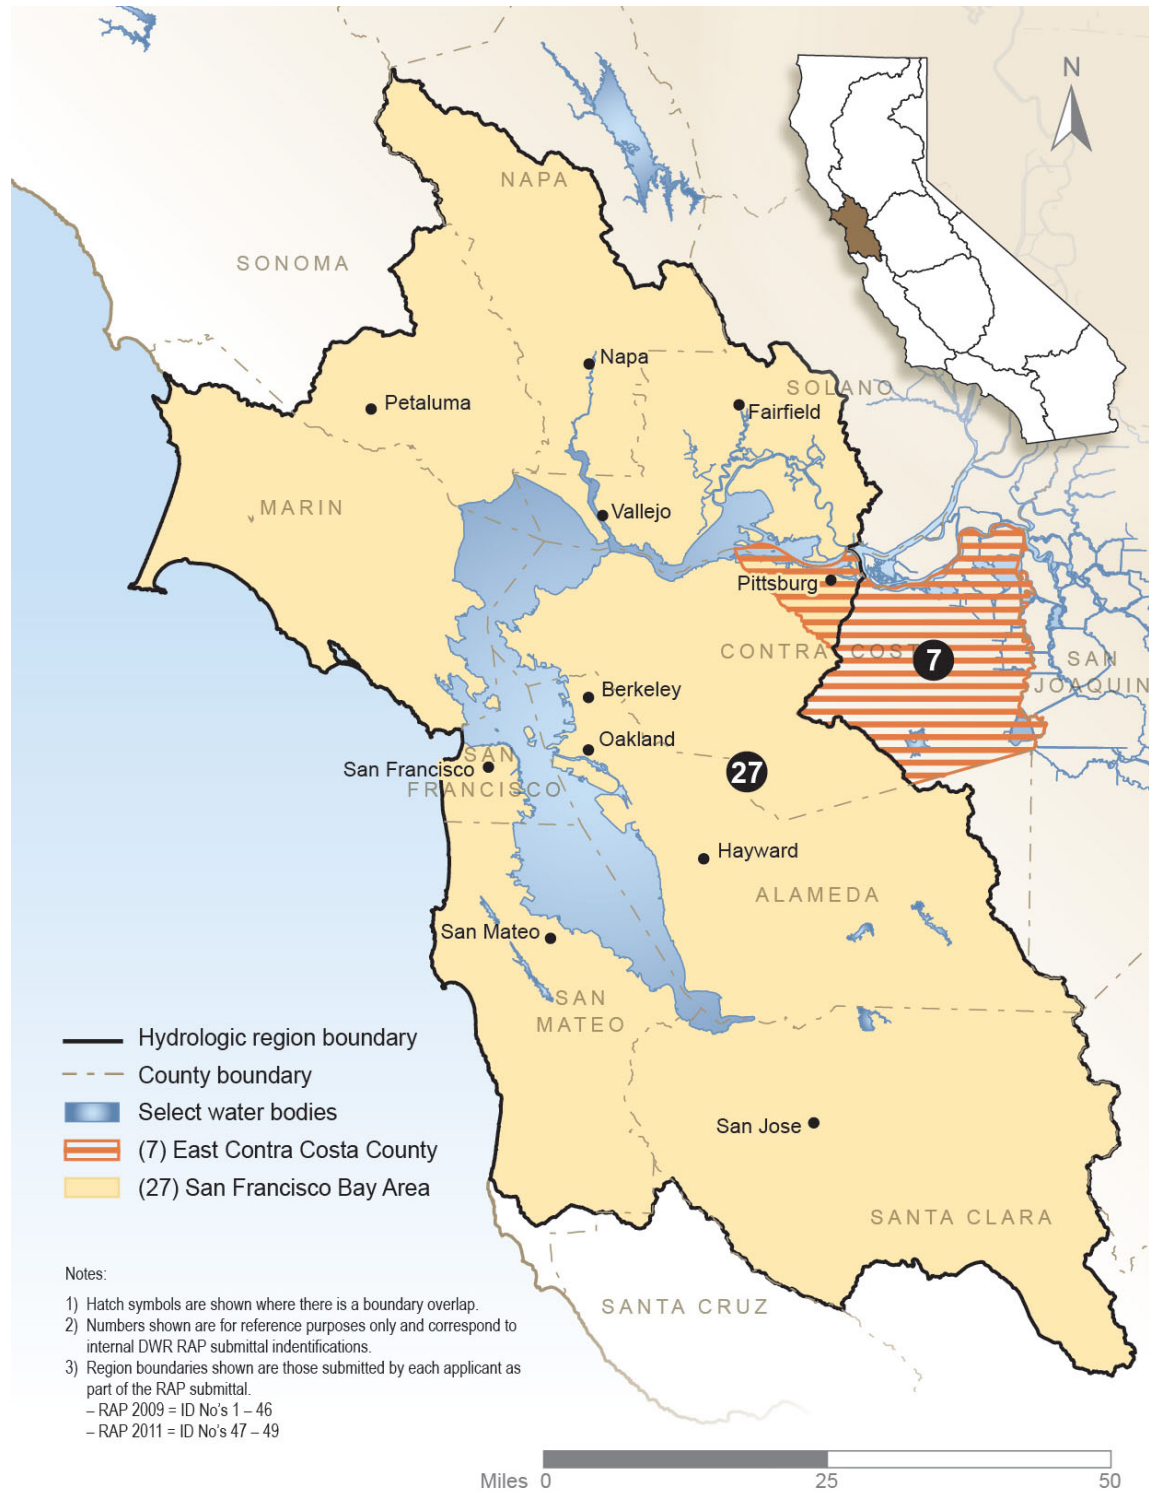 N
NAPA
SONOMA
Napa
SOLANO
Petaluma
Fairfield
MARIN
Vallejo
Pittsburg
CONTRA COSTA
7
SAN
JOAQUIN
Berkeley
Oakland
San Francisco
SAN
FRANCISCO
27
Hayward
ALAMEDA
San Mateo
SAN
MATEO
Hydrologic region boundary
County boundary
Select water bodies
(7) East Contra Costa County
(27) San Francisco Bay Area
San Jose
SANTA CLARA
SANTA CRUZ
Notes:
1) Hatch symbols are shown where there is a boundary overlap.
2) Numbers shown are for reference purposes only and correspond to
internal DWR RAP submittal indentifications.
3) Region boundaries shown are those submitted by each applicant as
part of the RAP submittal.
– RAP 2009 = ID No's 1 – 46
– RAP 2011 = ID No's 47 – 49
Miles 0 25 50